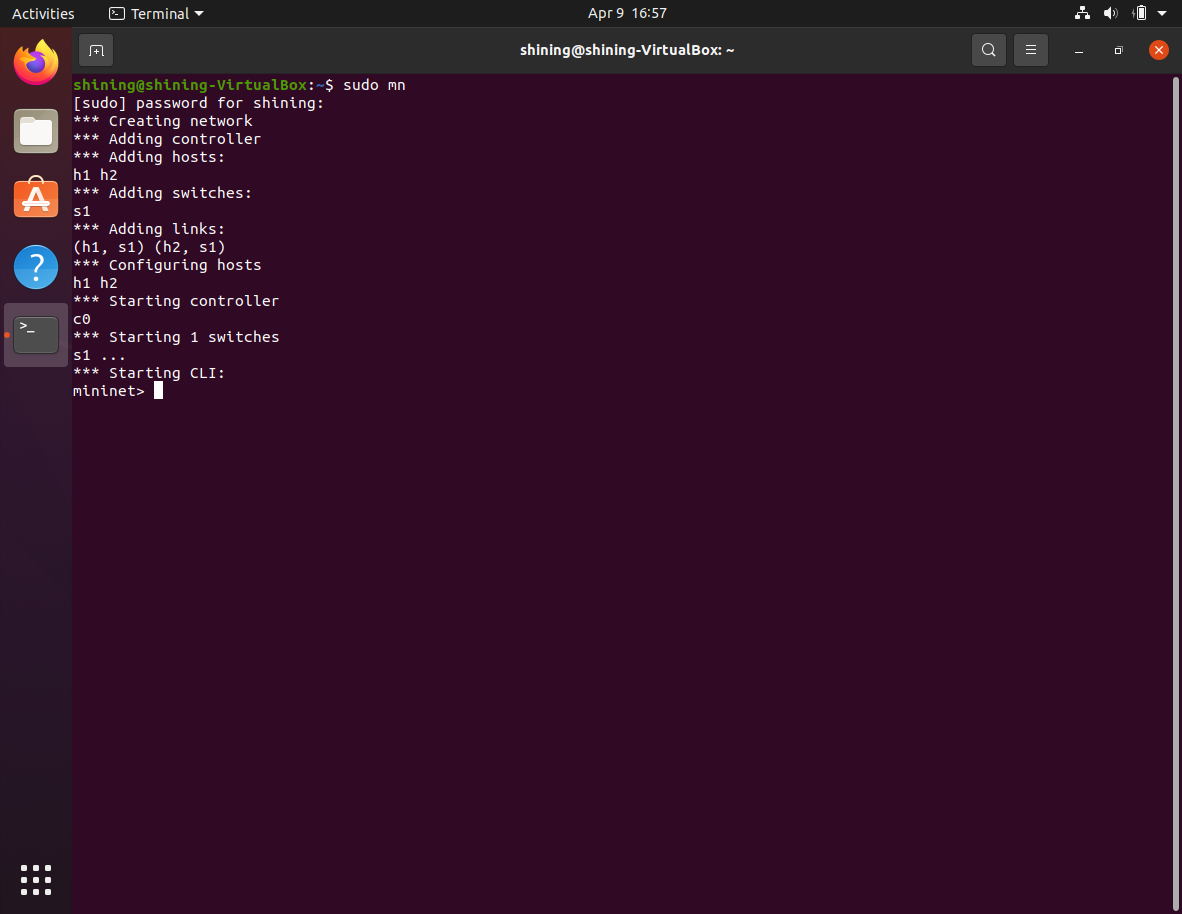 Activities
Terminal
Apr 9 16:57
shining@shining-VirtualBox: ~
shining@shining-VirtualBox:~$ sudo mn
[sudo] password for shining:
*** Creating network
*** Adding controller
*** Adding hosts:
h1 h2
*** Adding switches:
s1
*** Adding links:
(h1, s1) (h2, s1)
*** Configuring hosts
h1 h2
*** Starting controller
c0
*** Starting 1 switches
s1 ...
*** Starting CLI:
mininet>